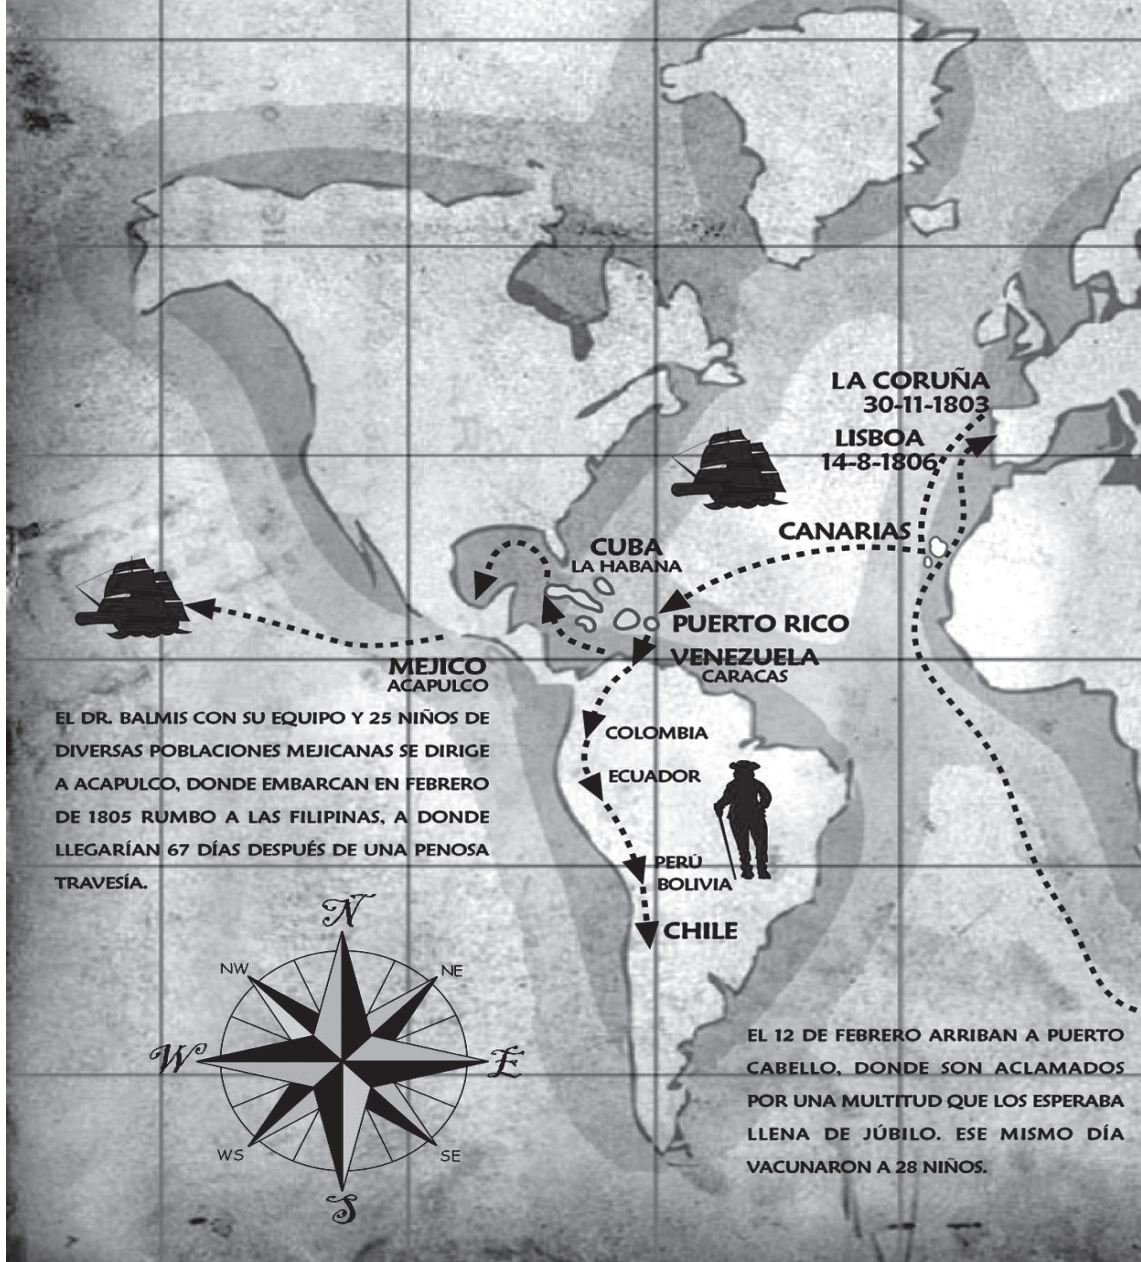 LA CORUÑA
30-11-1803
LISBOA
14-8-1806
CANARIAS
CUBA
LA HABANA
PUERTO RICO
VENEZUELA
CARACAS
MEJICO
ACAPULCO
EL DR. BALMIS CON SU EQUIPO Y 25 NIÑOS DE
DIVERSAS POBLACIONES MEJICANAS SE DIRIGE
A ACAPULCO, DONDE EMBARCAN EN FEBRERO
DE 1805 RUMBO A LAS FILIPINAS, A DONDE
LLEGARÍAN 67 DÍAS DESPUÉS DE UNA PENOSA
TRAVESÍA.
COLOMBIA
ECUADOR
PERÚ
BOLIVIA
CHILE
N
NW
NE
W
E
WS
SE
S
EL 12 DE FEBRERO ARRIBAN A PUERTO
CABELLO, DONDE SON ACLAMADOS
POR UNA MULTITUD QUE LOS ESPERABA
LLENA DE JÚBILO. ESE MISMO DÍA
VACUNARON A 28 NIÑOS.